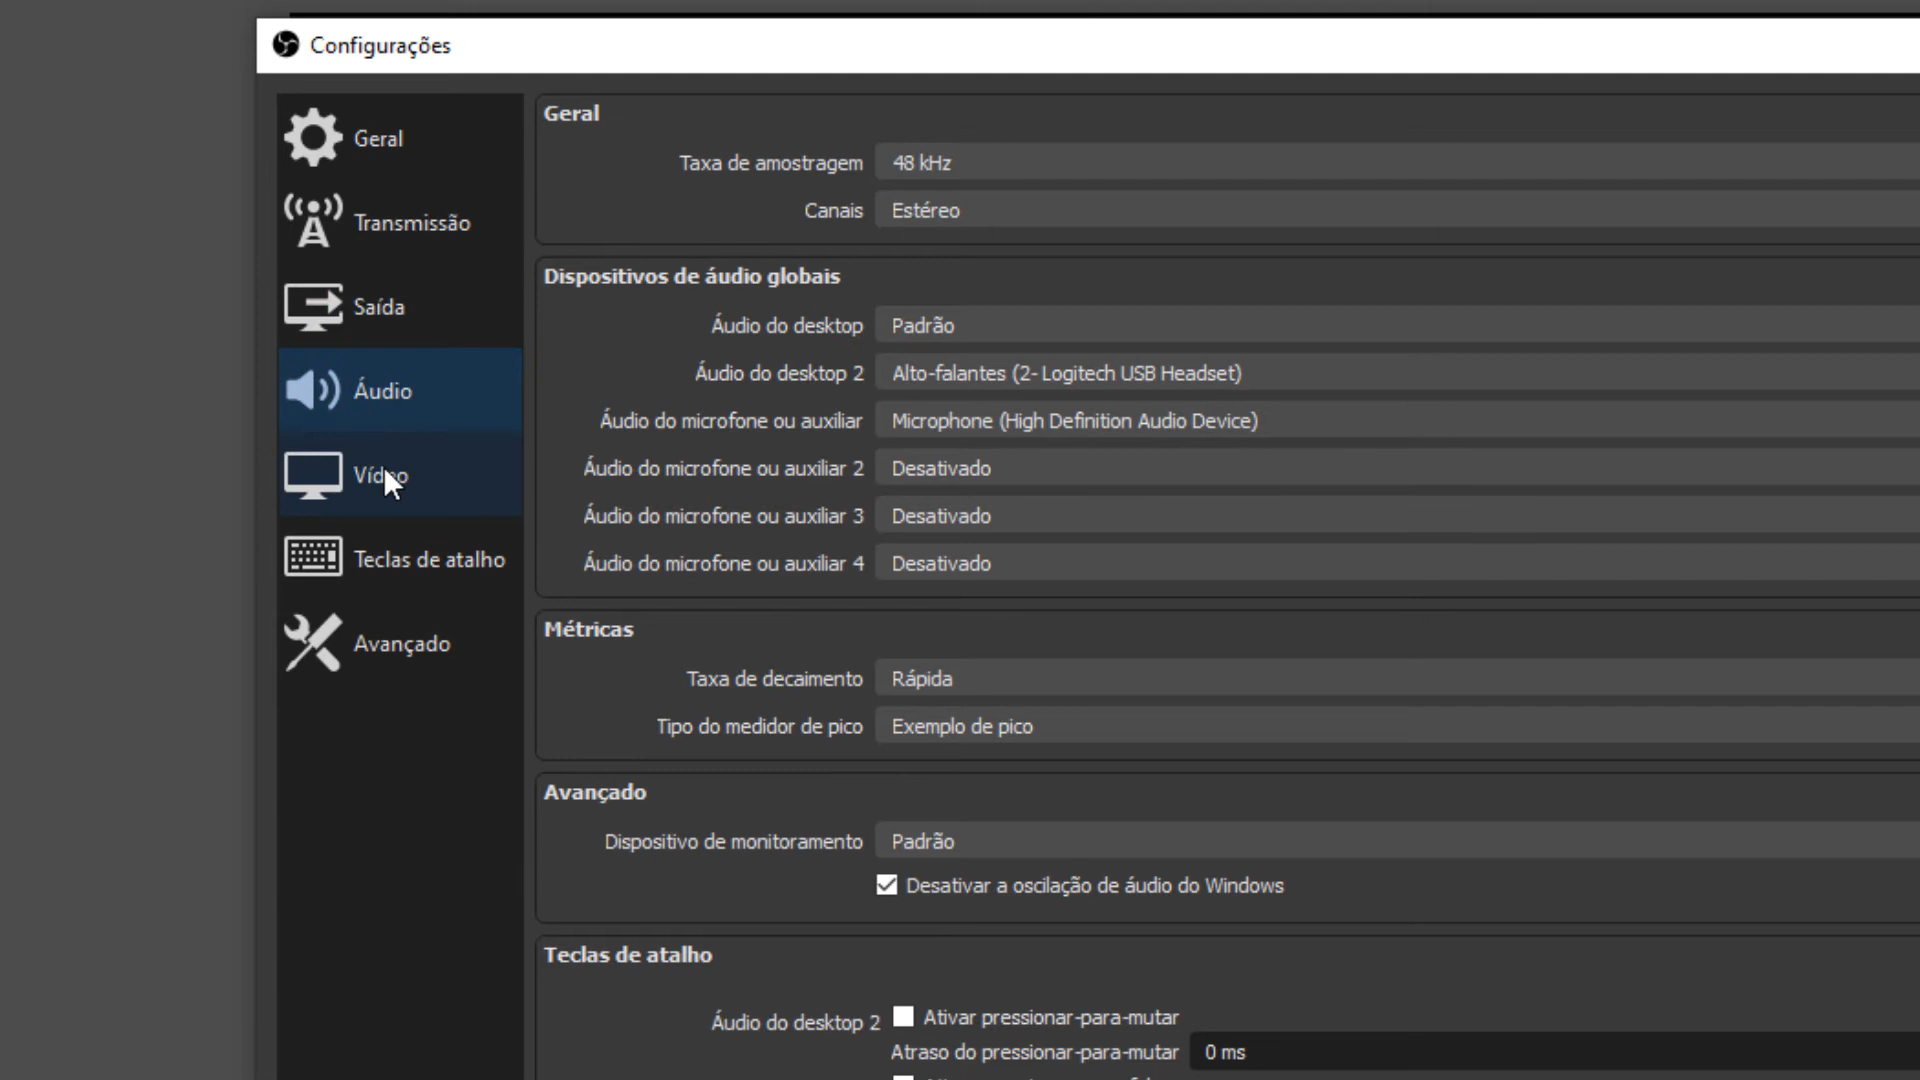 Configurações
Geral
Transmissão
Saída
Áudio
Vídeo
Teclas de atalho
Avançado
Geral
Taxa de amostragem 48 kHz
Canais Estéreo
Dispositivos de áudio globais
Áudio do desktop Padrão
Áudio do desktop 2 Alto-falantes (2- Logitech USB Headset)
Áudio do microfone ou auxiliar Microphone (High Definition Audio Device)
Áudio do microfone ou auxiliar 2 Desativado
Áudio do microfone ou auxiliar 3 Desativado
Áudio do microfone ou auxiliar 4 Desativado
Métricas
Taxa de decaimento Rápida
Tipo do medidor de pico Exemplo de pico
Avançado
Dispositivo de monitoramento Padrão
Desativar a oscilação de áudio do Windows
Teclas de atalho
Áudio do desktop 2 Ativar pressionar-para-mutar
Atraso do pressionar-para-mutar 0 ms